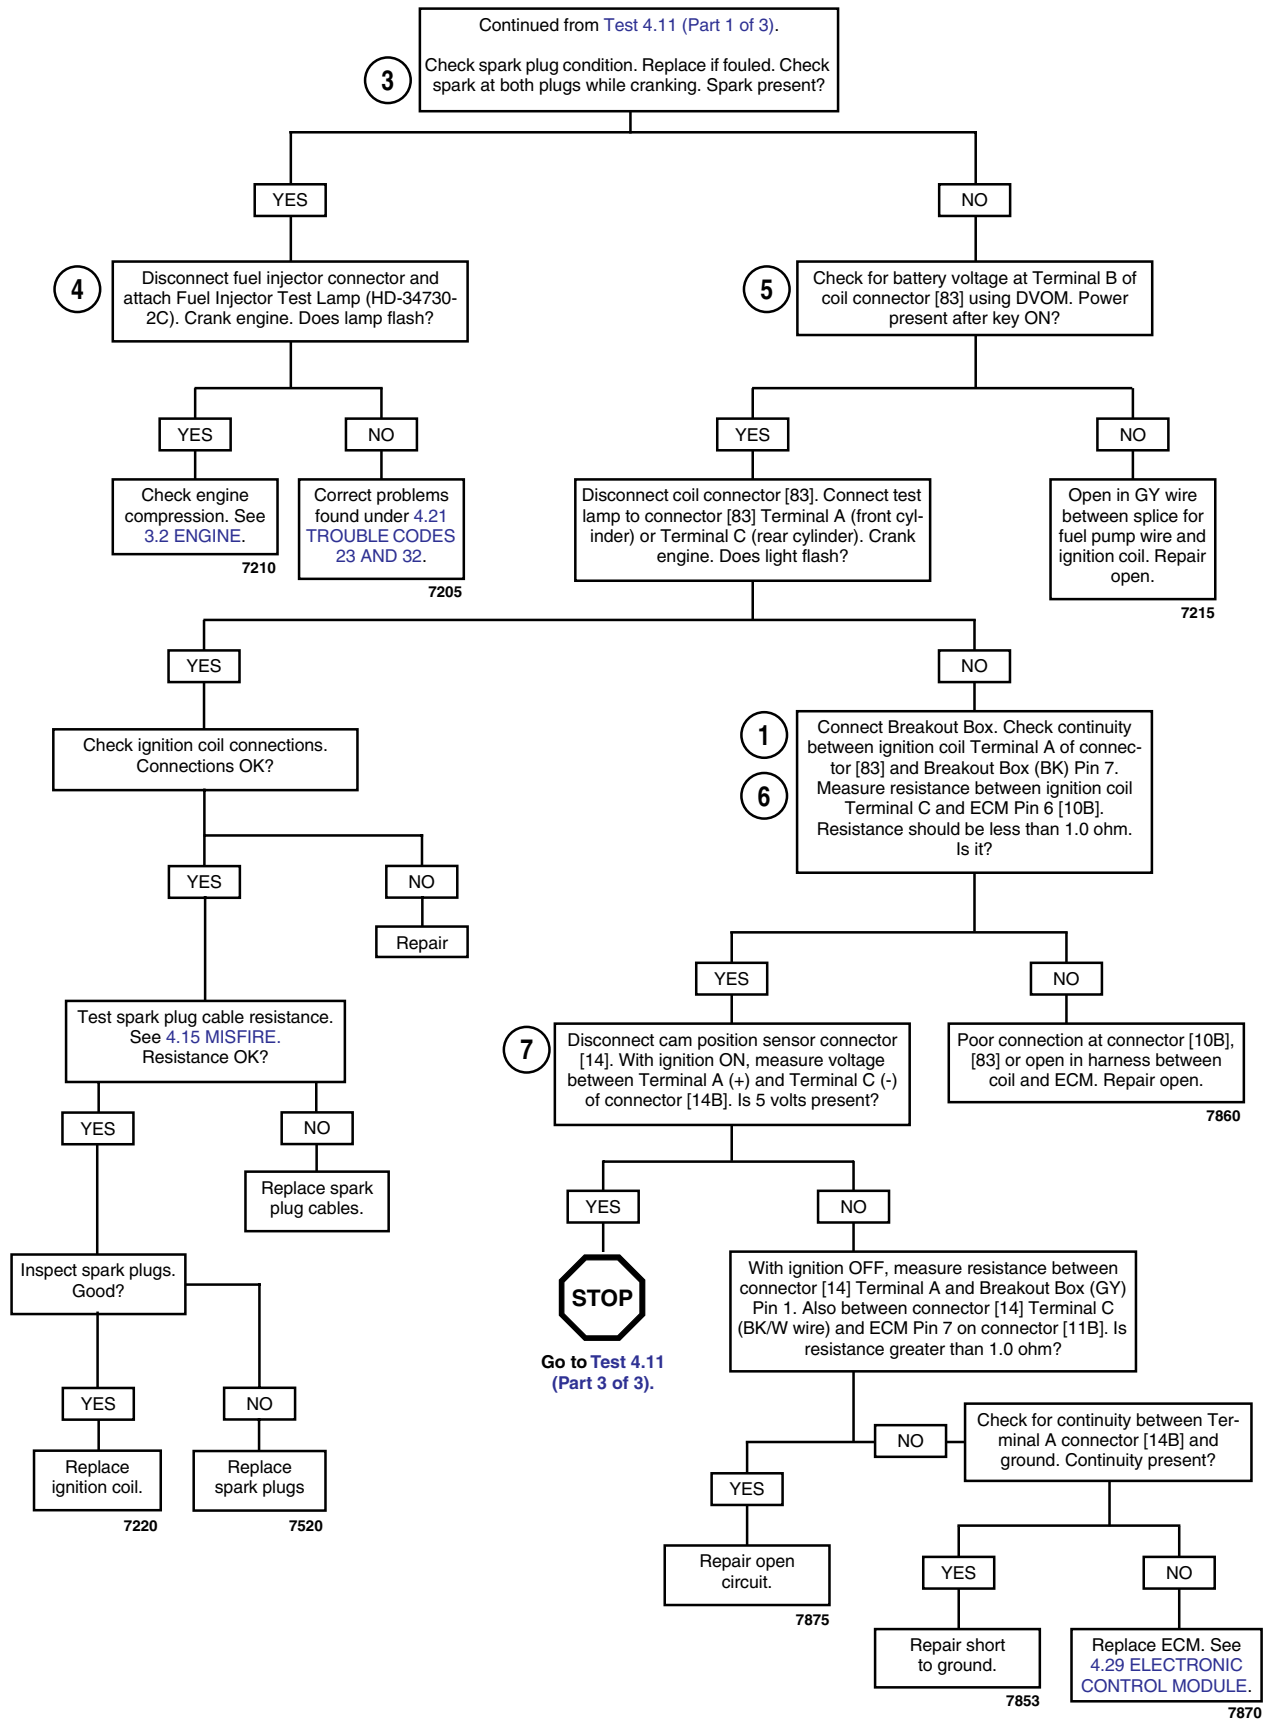 Continued from Test 4.11 (Part 1 of 3).
Check spark plug condition. Replace if fouled. Check
spark at both plugs while cranking. Spark present?
3
YES
NO
4
Disconnect fuel injector connector and
attach Fuel Injector Test Lamp (HD-34730-
2C). Crank engine. Does lamp flash?
5
Check for battery voltage at Terminal B of
coil connector [83] using DVOM. Power
present after key ON?
YES
NO
YES
NO
Check engine
compression. See
3.2 ENGINE.
7210
Correct problems
found under 4.21
TROUBLE CODES
23 AND 32.
7205
Disconnect coil connector [83]. Connect test
lamp to connector [83] Terminal A (front cyl-
inder) or Terminal C (rear cylinder). Crank
engine. Does light flash?
Open in GY wire
between splice for
fuel pump wire and
ignition coil. Repair
open.
7215
YES
NO
Check ignition coil connections.
Connections OK?
1
6
Connect Breakout Box. Check continuity
between ignition coil Terminal A of connec-
tor [83] and Breakout Box (BK) Pin 7.
Measure resistance between ignition coil
Terminal C and ECM Pin 6 [10B].
Resistance should be less than 1.0 ohm.
Is it?
YES
NO
Repair
YES
NO
Test spark plug cable resistance.
See 4.15 MISFIRE.
Resistance OK?
7
Disconnect cam position sensor connector
[14]. With ignition ON, measure voltage
between Terminal A (+) and Terminal C (-)
of connector [14B]. Is 5 volts present?
Poor connection at connector [10B],
[83] or open in harness between
coil and ECM. Repair open.
7860
YES
NO
Replace spark
plug cables.
YES
NO
STOP
Go to Test 4.11
(Part 3 of 3).
Inspect spark plugs.
Good?
With ignition OFF, measure resistance between
connector [14] Terminal A and Breakout Box (GY)
Pin 1. Also between connector [14] Terminal C
(BK/W wire) and ECM Pin 7 on connector [11B]. Is
resistance greater than 1.0 ohm?
YES
NO
Replace
ignition coil.
7220
Replace
spark plugs
7520
NO
Check for continuity between Ter-
minal A connector [14B] and
ground. Continuity present?
YES
Repair open
circuit.
7875
YES
NO
Repair short
to ground.
7853
Replace ECM. See
4.29 ELECTRONIC
CONTROL MODULE.
7870